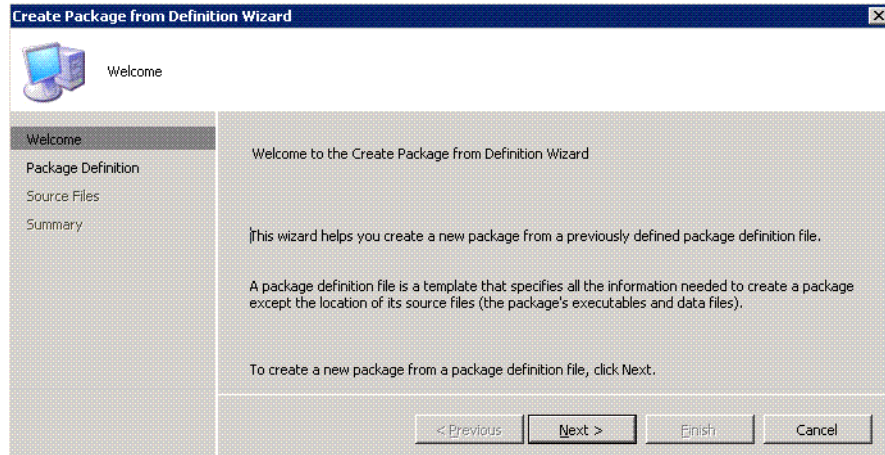 Create Package from Definition Wizard
Welcome
Welcome
Package Definition
Source Files
Summary
Welcome to the Create Package from Definition Wizard
This wizard helps you create a new package from a previously defined package definition file.
A package definition file is a template that specifies all the information needed to create a package
except the location of its source files (the package's executables and data files).
To create a new package from a package definition file, click Next.
< Previous
Next >
Finish
Cancel